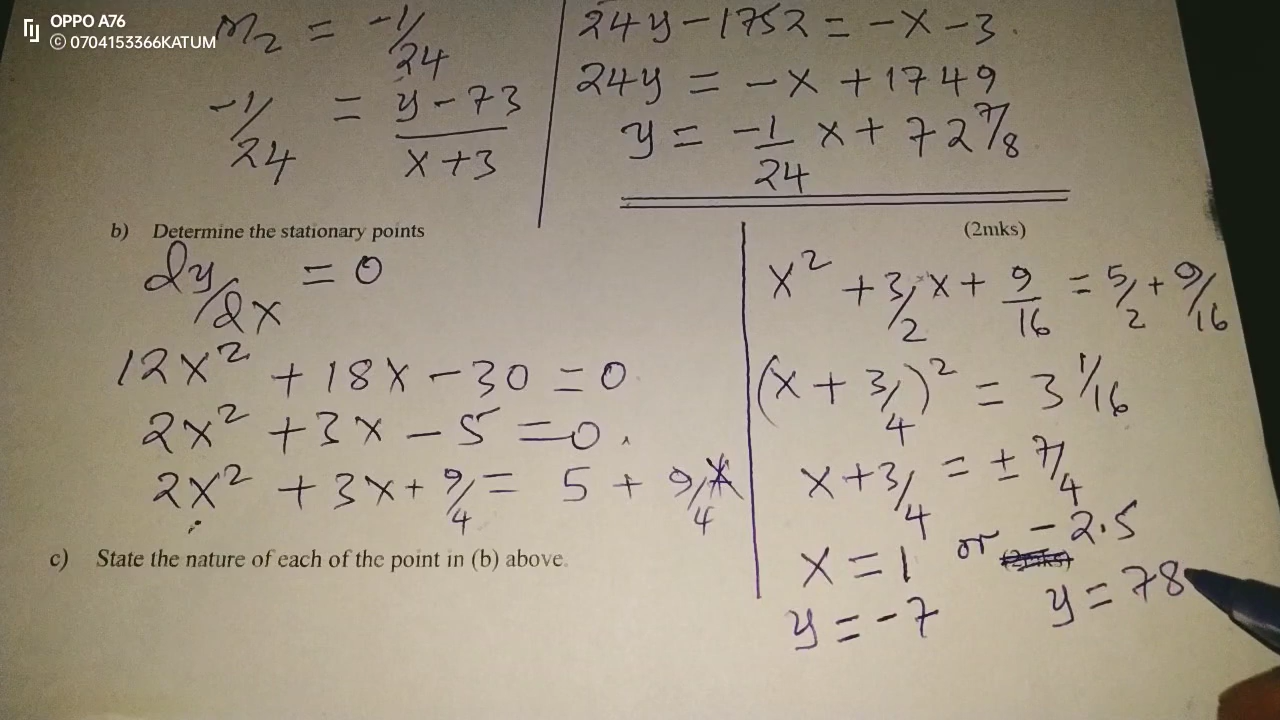 OPPO A76
© 0704153366KATUM
m₂ = -1/24
-1/24 = (y - 73)/(x + 3)
24y - 1752 = -x - 3.
24y = -x + 1749
y = -1/24 x + 72 7/8
b) Determine the stationary points (2mks)
dy/dx = 0
12x² + 18x - 30 = 0
2x² + 3x - 5 = 0.
2x² + 3x + 9/4 = 5 + 9/4
x² + 3/2 x + 9/16 = 5/2 + 9/16
(x + 3/4)² = 3 1/16
x + 3/4 = ± 7/4
x = 1 or -2.5
y = -7 y = 78
c) State the nature of each of the point in (b) above.